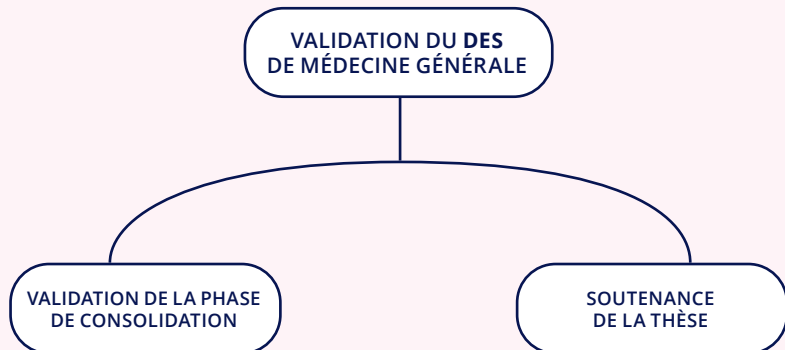 VALIDATION DU DES
DE MÉDECINE GÉNÉRALE
VALIDATION DE LA PHASE
DE CONSOLIDATION
SOUTENANCE
DE LA THÈSE